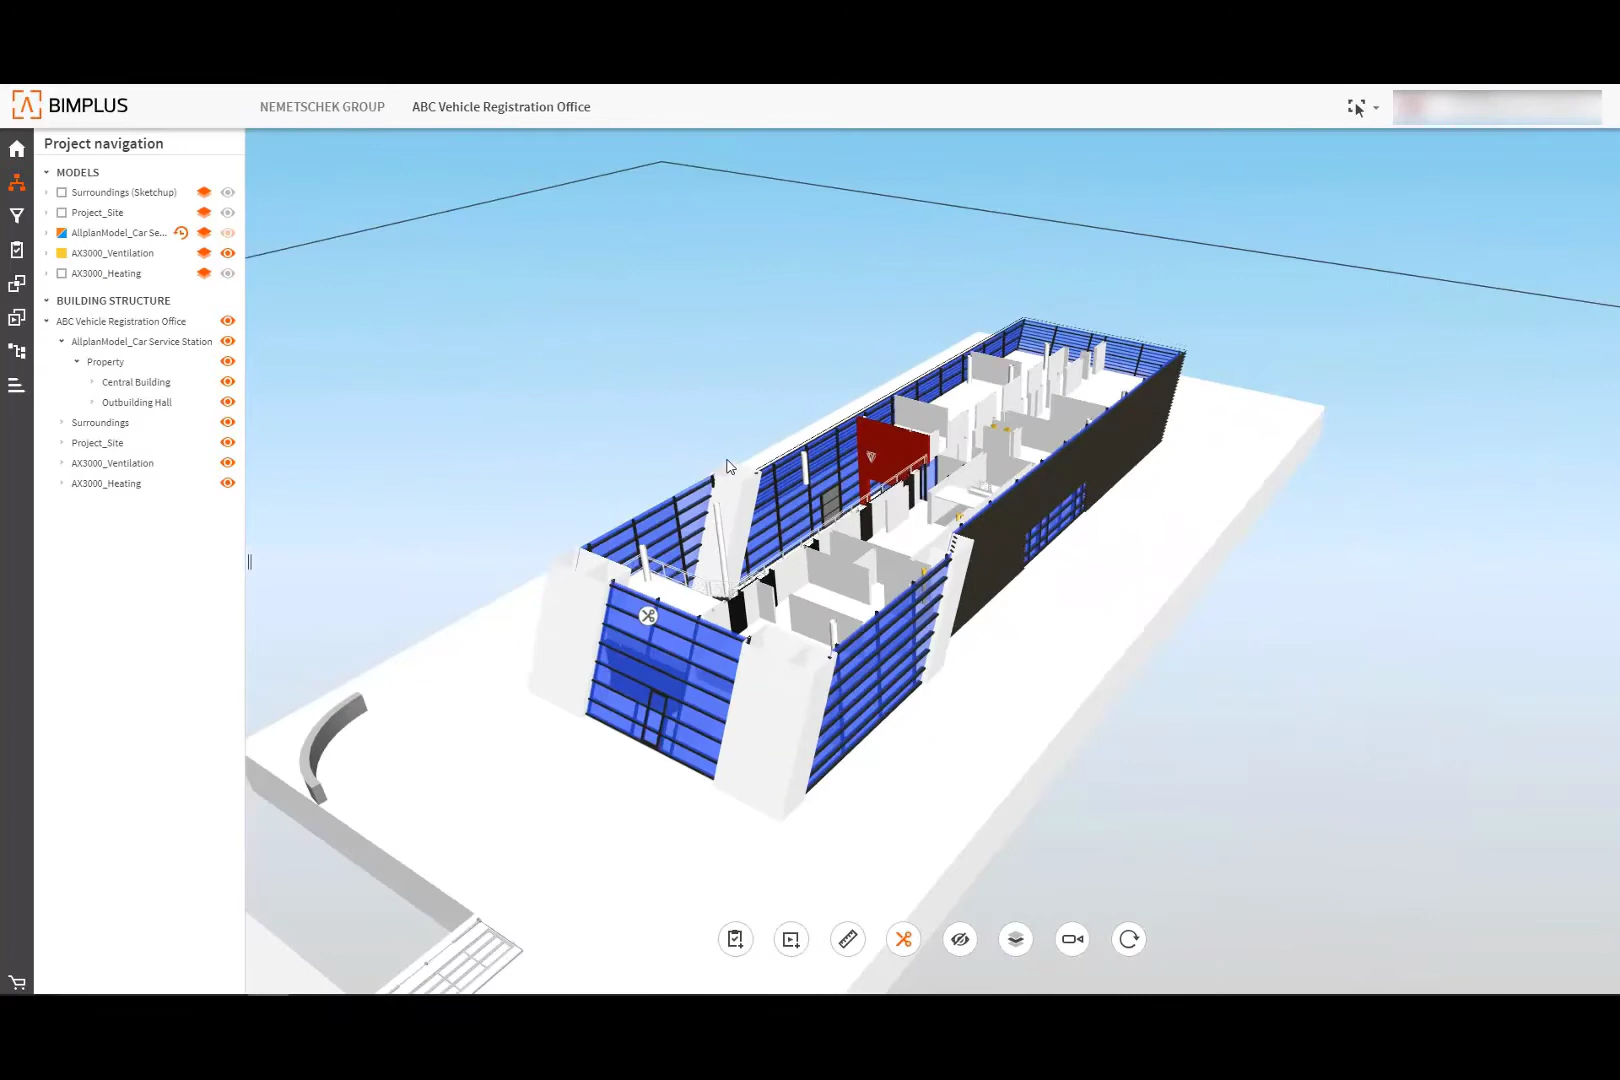 BIMPLUS
NEMETSCHEK GROUP
ABC Vehicle Registration Office
Project navigation
MODELS
Surroundings (Sketchup)
Project_Site
AllplanModel_Car Se...
AX3000_Ventilation
AX3000_Heating
BUILDING STRUCTURE
ABC Vehicle Registration Office
AllplanModel_Car Service Station
Property
Central Building
Outbuilding Hall
Surroundings
Project_Site
AX3000_Ventilation
AX3000_Heating